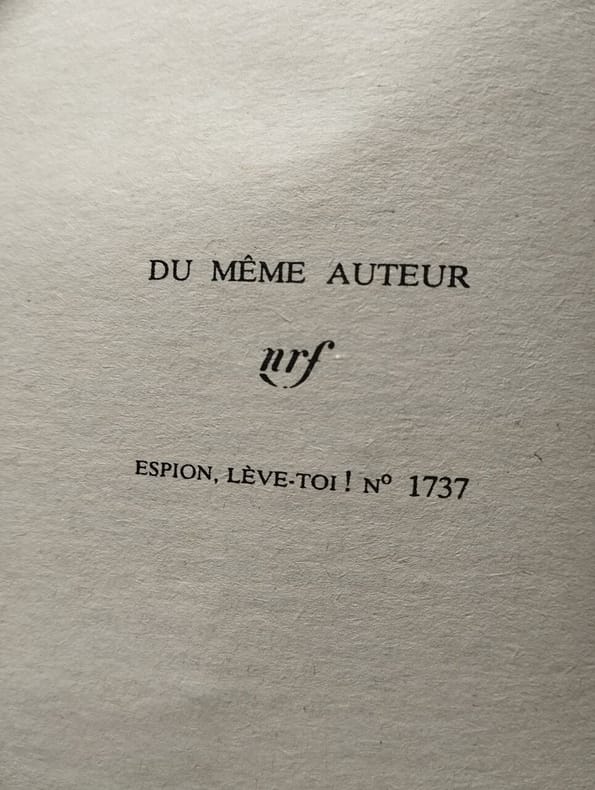 DU MÊME AUTEUR
nrf
ESPION, LÈVE-TOI ! Nº 1737